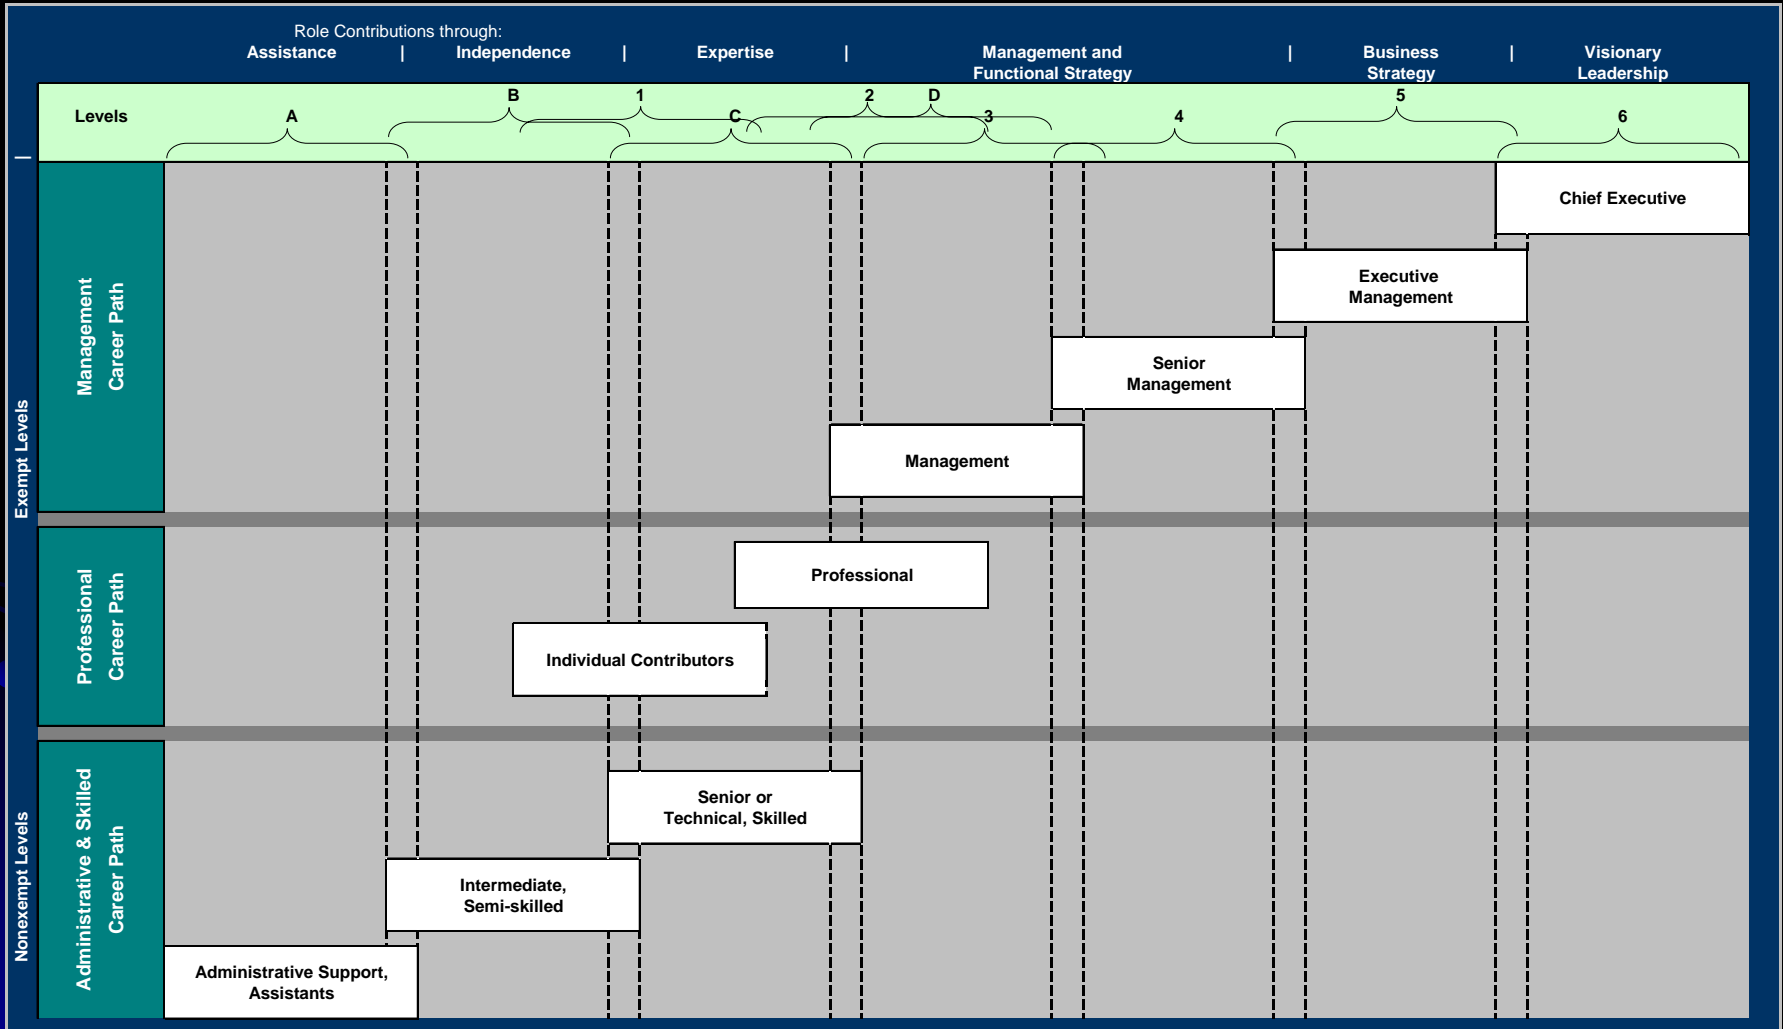 Role Contributions through:
Assistance | Independence | Expertise | Management and | Business | Visionary
Functional Strategy Strategy Leadership
Levels A B 1 C 2 D 3 4 5 6
|
Exempt Levels
Management
Career Path
Chief Executive
Executive
Management
Senior
Management
Management
Professional
Career Path
Professional
Individual Contributors
Nonexempt Levels
Administrative & Skilled
Career Path
Senior or
Technical, Skilled
Intermediate,
Semi-skilled
Administrative Support,
Assistants